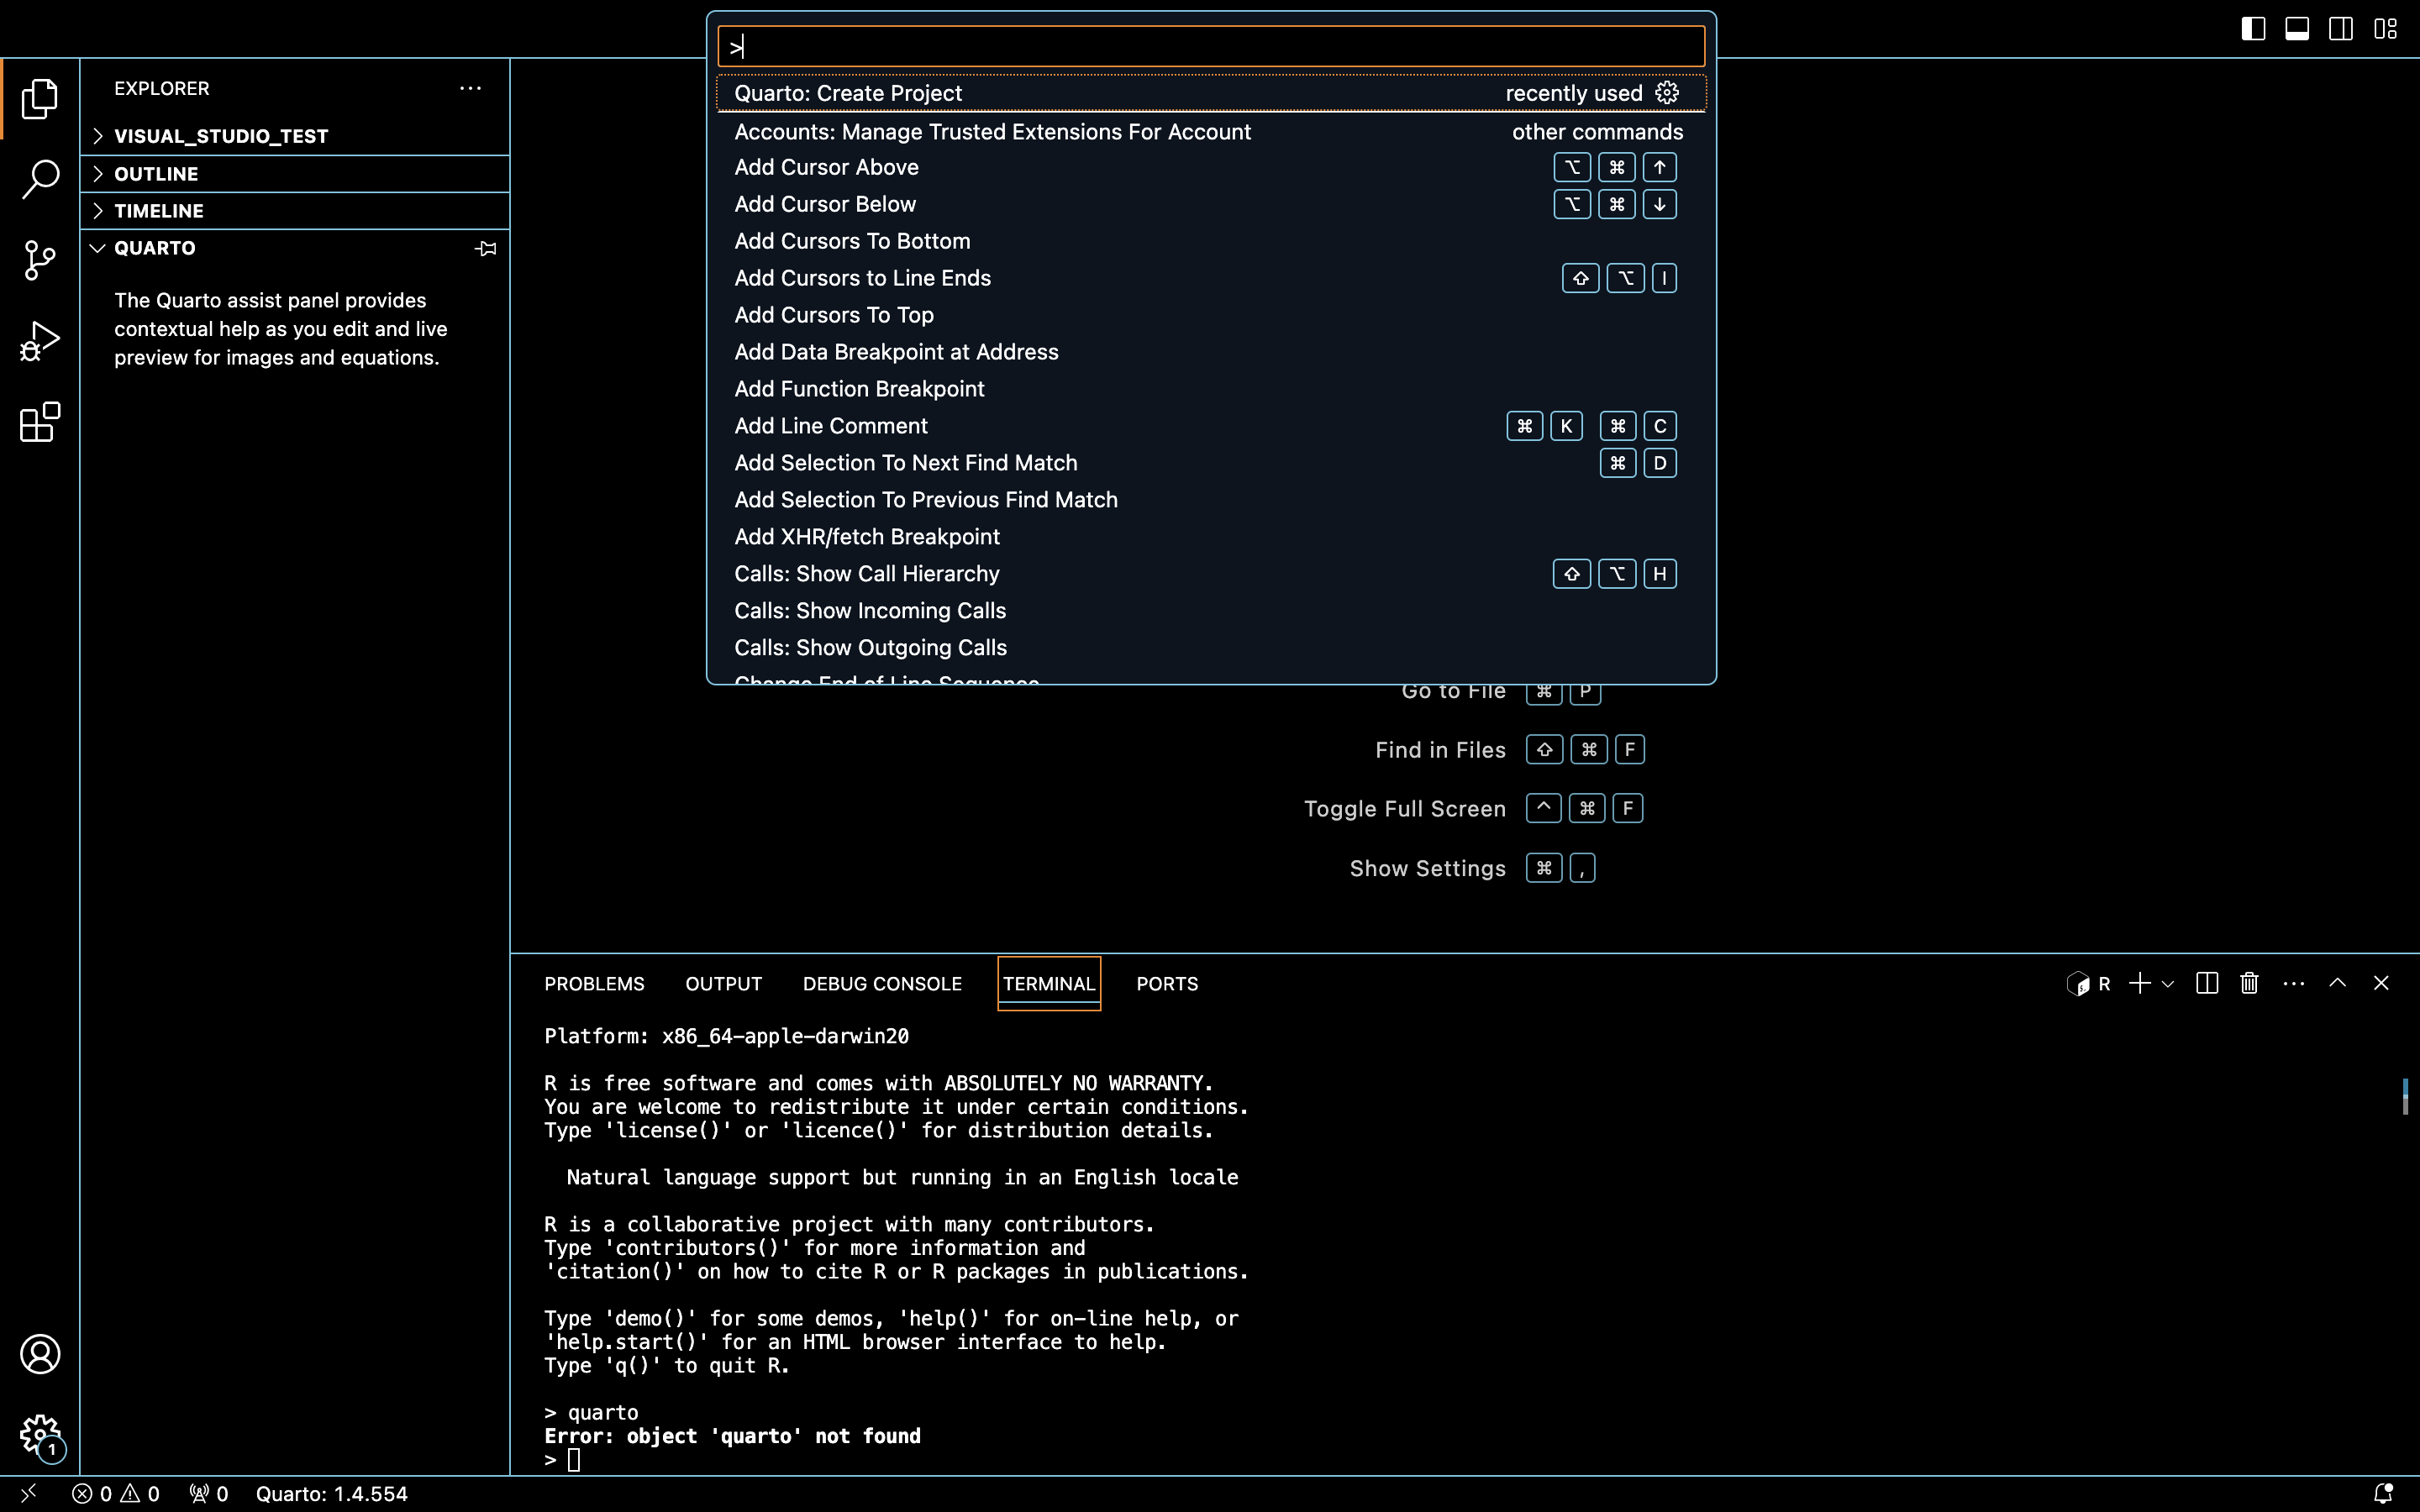 >
Quarto: Create Project recently used
Accounts: Manage Trusted Extensions For Account other commands
Add Cursor Above ⌥ ⌘ ↑
Add Cursor Below ⌥ ⌘ ↓
Add Cursors To Bottom
Add Cursors to Line Ends ⇧ ⌥ I
Add Cursors To Top
Add Data Breakpoint at Address
Add Function Breakpoint
Add Line Comment ⌘ K ⌘ C
Add Selection To Next Find Match ⌘ D
Add Selection To Previous Find Match
Add XHR/fetch Breakpoint
Calls: Show Call Hierarchy ⇧ ⌥ H
Calls: Show Incoming Calls
Calls: Show Outgoing Calls
Change End of Line Sequence
EXPLORER ···
VISUAL_STUDIO_TEST
OUTLINE
TIMELINE
QUARTO
The Quarto assist panel provides
contextual help as you edit and live
preview for images and equations.
Go to File ⌘ P
Find in Files ⇧ ⌘ F
Toggle Full Screen ^ ⌘ F
Show Settings ⌘ ,
PROBLEMS OUTPUT DEBUG CONSOLE TERMINAL PORTS R
Platform: x86_64-apple-darwin20
R is free software and comes with ABSOLUTELY NO WARRANTY.
You are welcome to redistribute it under certain conditions.
Type 'license()' or 'licence()' for distribution details.
Natural language support but running in an English locale
R is a collaborative project with many contributors.
Type 'contributors()' for more information and
'citation()' on how to cite R or R packages in publications.
Type 'demo()' for some demos, 'help()' for on-line help, or
'help.start()' for an HTML browser interface to help.
Type 'q()' to quit R.
> quarto
Error: object 'quarto' not found
>
1
0 0 0 Quarto: 1.4.554